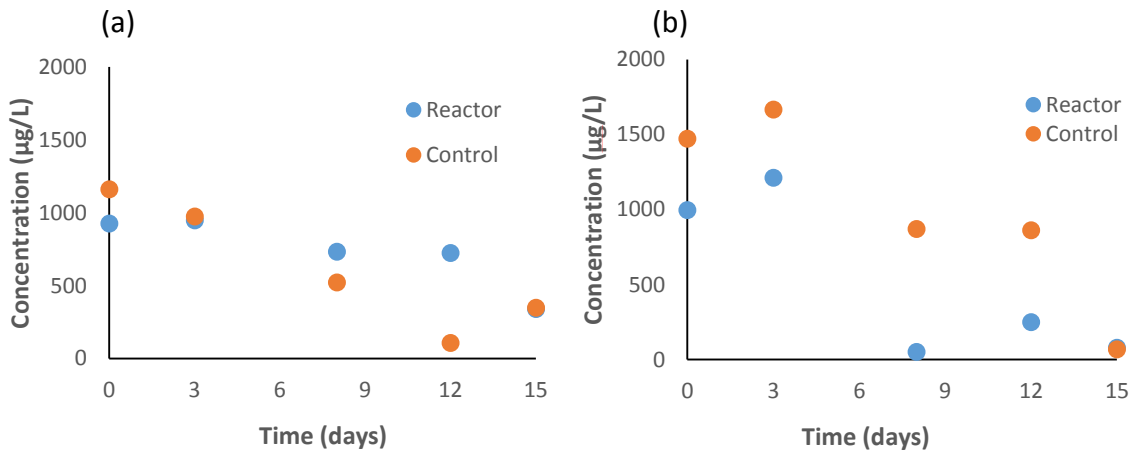 (a)
2000
1500
1000
500
0
0 3 6 9 12 15
Concentration (µg/L)
Time (days)
Reactor
Control
(b)
2000
1500
1000
500
0
0 3 6 9 12 15
Concentration (µg/L)
Time (days)
Reactor
Control